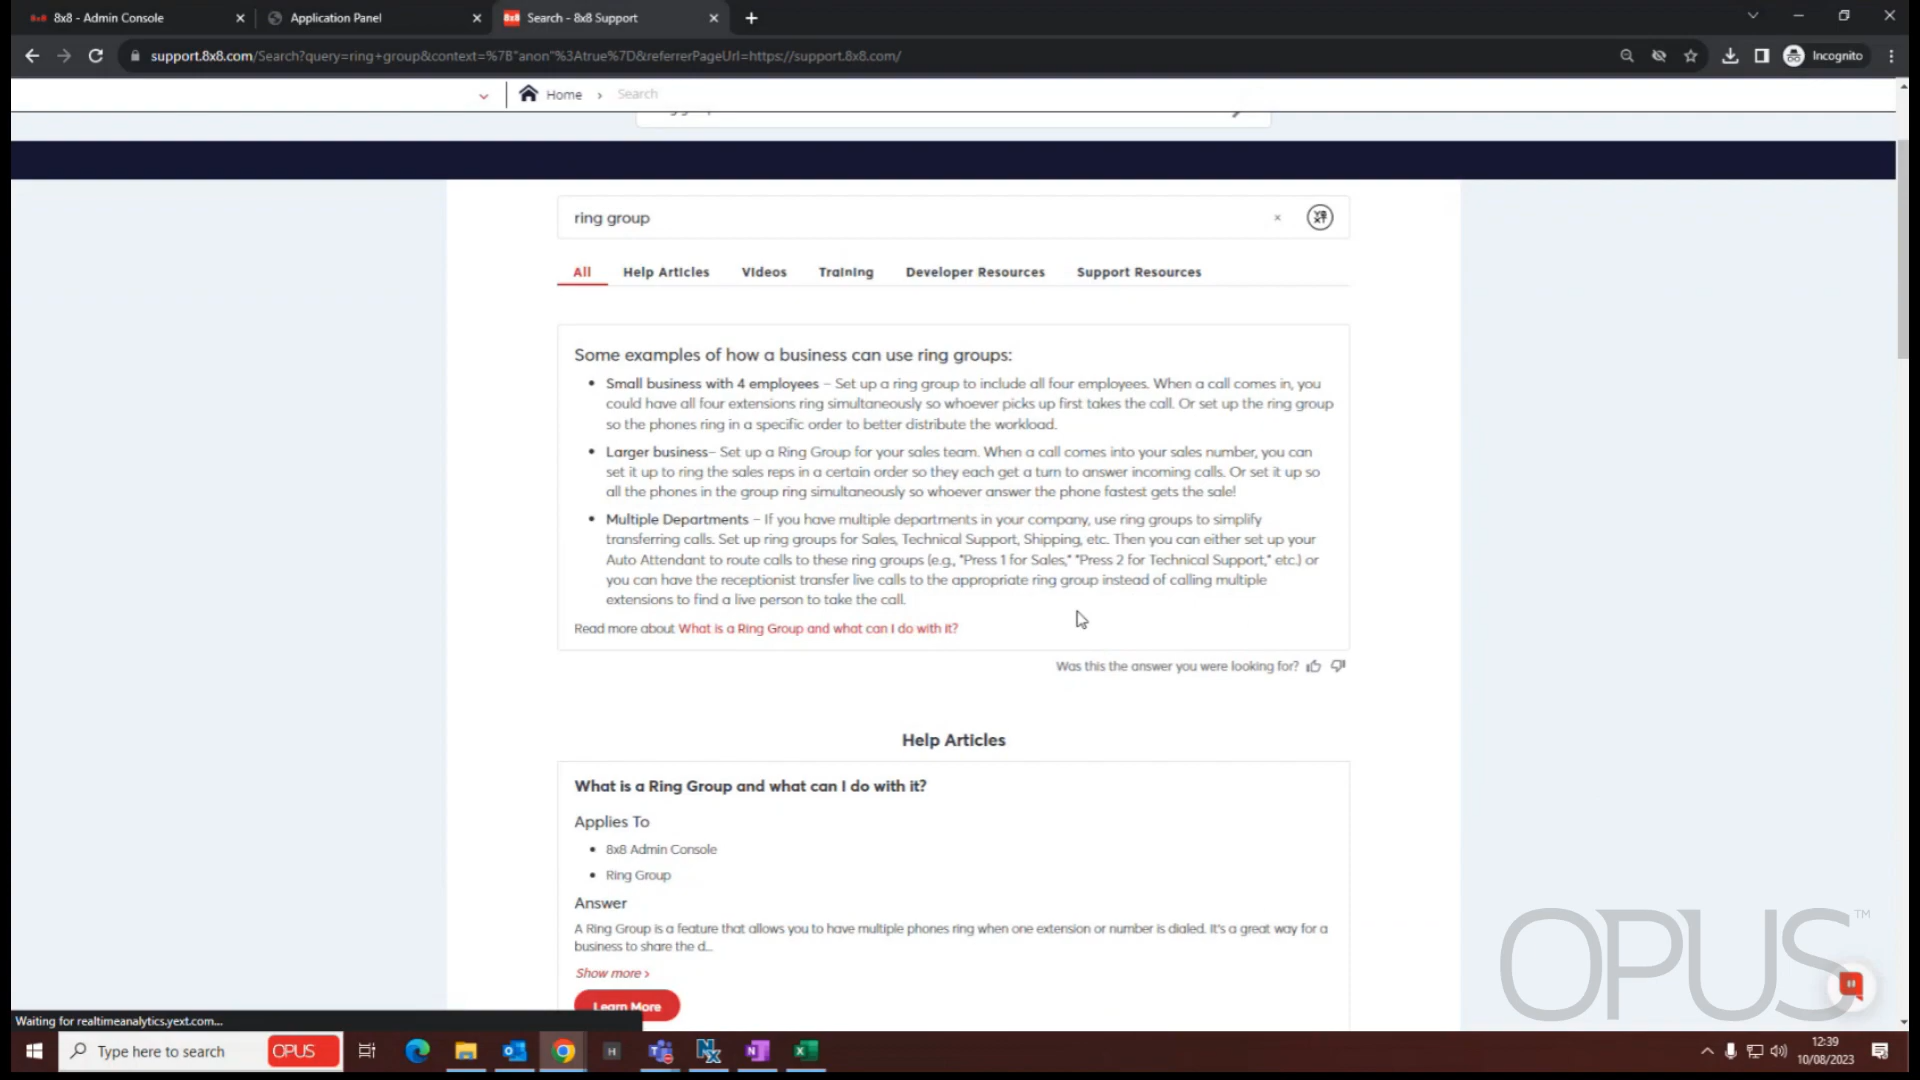 8x8 - Admin Console
Application Panel
Search - 8x8 Support
support.8x8.com/Search?query=ring+group&context=%7B"anon"%3Atrue%7D&referrerPageUrl=https://support.8x8.com/
Incognito
Home
Search
ring group
All
Help Articles
Videos
Training
Developer Resources
Support Resources
Some examples of how a business can use ring groups:
Small business with 4 employees – Set up a ring group to include all four employees. When a call comes in, you
could have all four extensions ring simultaneously so whoever picks up first takes the call. Or set up the ring group
so the phones ring in a specific order to better distribute the workload.
Larger business– Set up a Ring Group for your sales team. When a call comes into your sales number, you can
set it up to ring the sales reps in a certain order so they each get a turn to answer incoming calls. Or set it up so
all the phones in the group ring simultaneously so whoever answer the phone fastest gets the sale!
Multiple Departments – If you have multiple departments in your company, use ring groups to simplify
transferring calls. Set up ring groups for Sales, Technical Support, Shipping, etc. Then you can either set up your
Auto Attendant to route calls to these ring groups (e.g., "Press 1 for Sales," "Press 2 for Technical Support," etc.) or
you can have the receptionist transfer live calls to the appropriate ring group instead of calling multiple
extensions to find a live person to take the call.
Read more about What is a Ring Group and what can I do with it?
Was this the answer you were looking for?
Help Articles
What is a Ring Group and what can I do with it?
Applies To
8x8 Admin Console
Ring Group
Answer
A Ring Group is a feature that allows you to have multiple phones ring when one extension or number is dialed. It's a great way for a
business to share the d...
Show more ›
Learn More
OPUS™
Waiting for realtimeanalytics.yext.com...
Type here to search
OPUS
12:39
10/08/2023